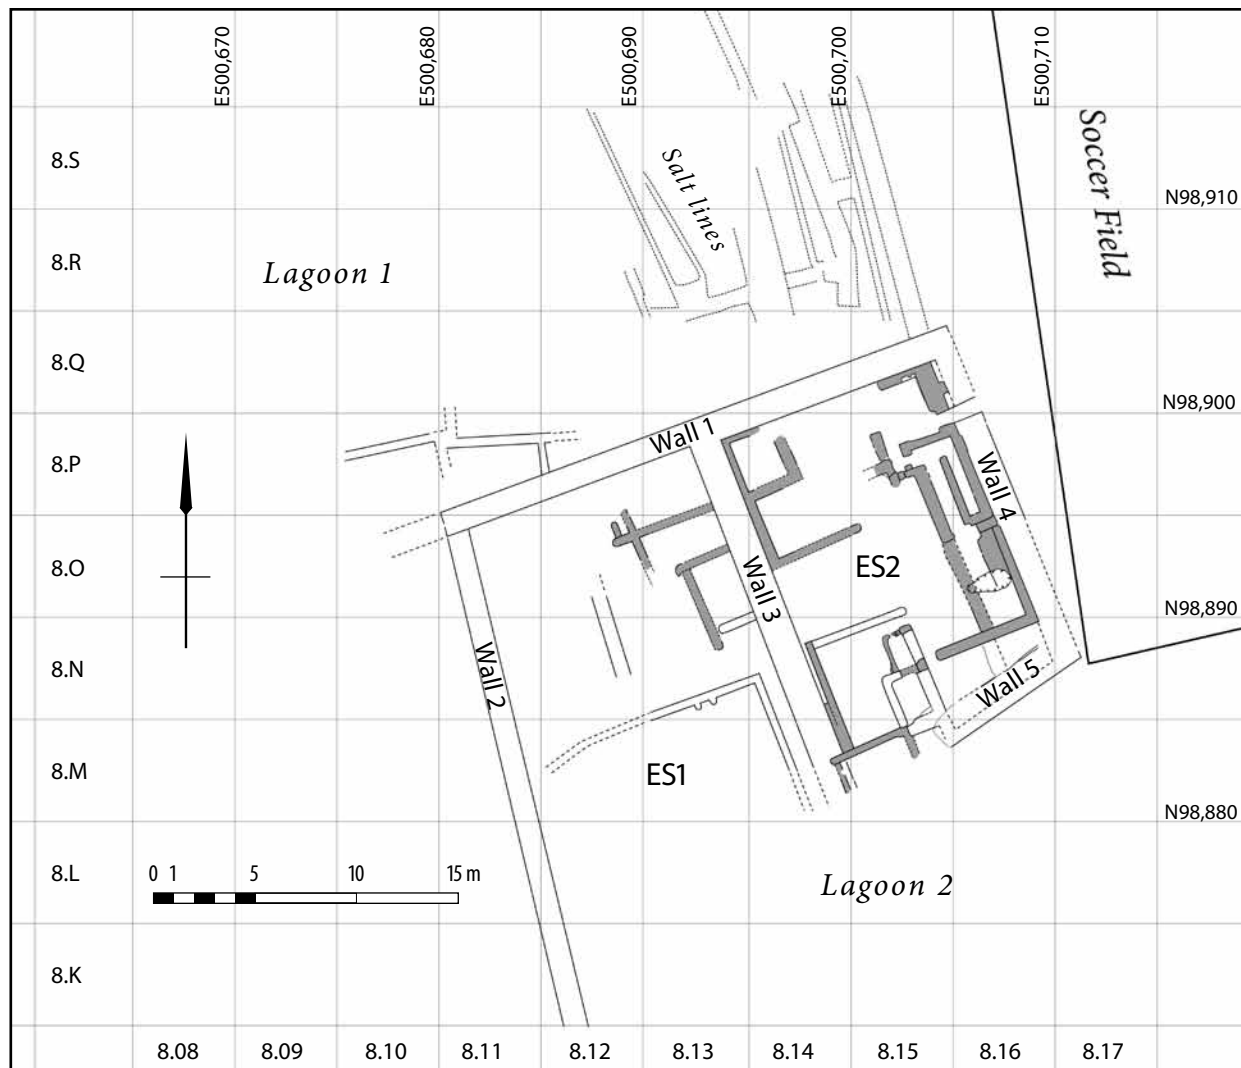 E500,670
E500,680
E500,690
E500,700
E500,710
Soccer Field
8.S
Salt lines
N98,910
8.R
Lagoon 1
8.Q
N98,900
Wall 1
8.P
Wall 4
8.O
ES2
Wall 3
N98,890
8.N
Wall 2
Wall 5
8.M
ES1
N98,880
0 1 5 10 15 m
8.L
Lagoon 2
8.K
8.08 8.09 8.10 8.11 8.12 8.13 8.14 8.15 8.16 8.17